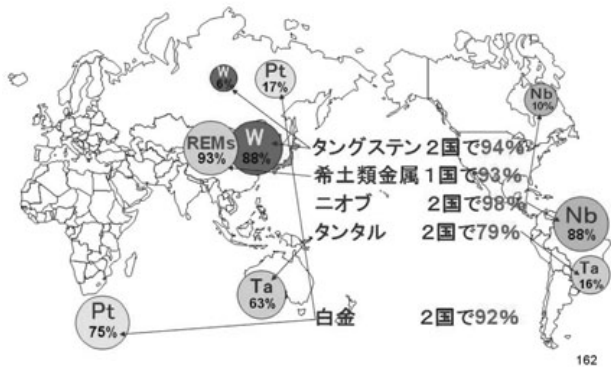 W
6%
Pt
17%
Nb
10%
REMs
93%
W
88%
タングステン 2国で94%
希土類金属 1国で93%
ニオブ 2国で98%
タンタル 2国で79%
Nb
88%
Ta
16%
Ta
63%
Pt
75%
白金 2国で92%
162